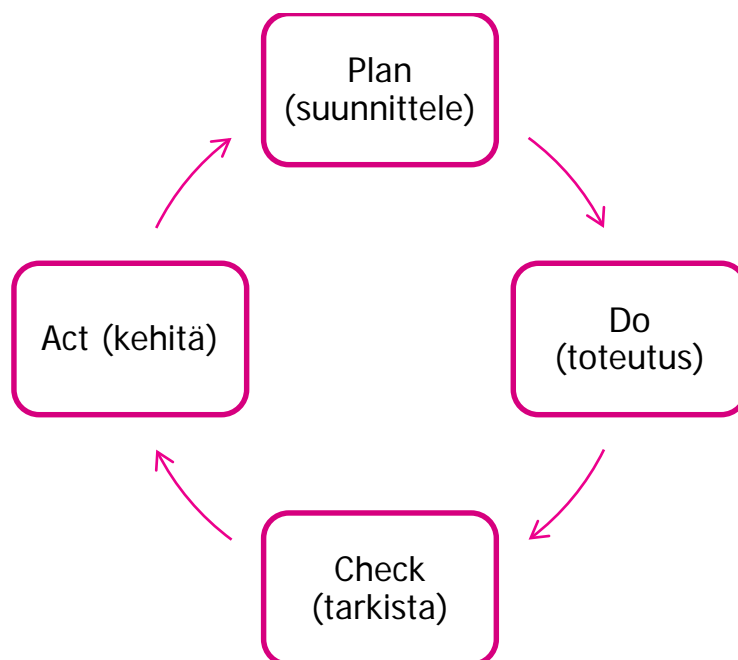 Plan
(suunnittele)
Do
(toteutus)
Check
(tarkista)
Act (kehitä)